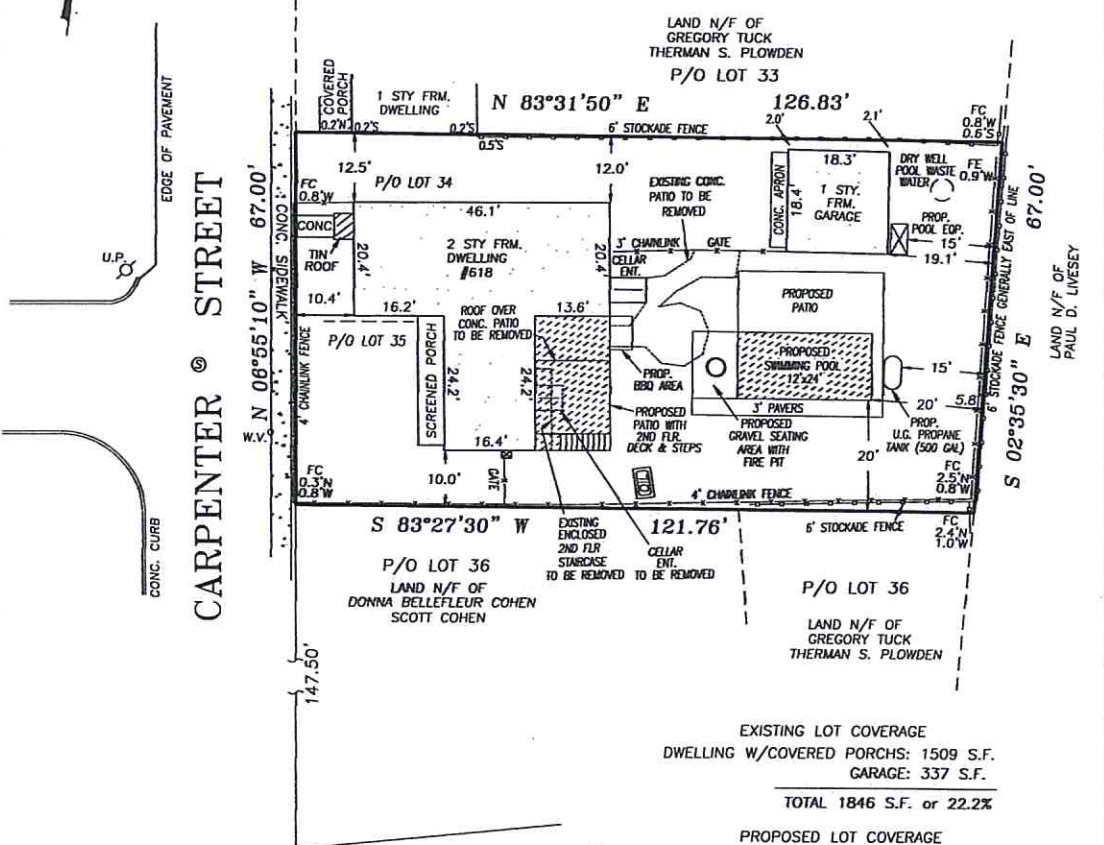 LAND N/F OF
GREGORY TUCK
THERMAN S. PLOWDEN
P/O LOT 33
EDGE OF PAVEMENT
COVERED
PORCH
1 STY FRM.
DWELLING
N 83°31'50" E
126.83'
0.2'N
0.2'S
0.2'S
0.5'S
6' STOCKADE FENCE
2.0'
2.1'
FC
0.8'W
0.6'S
12.5'
P/O LOT 34
12.0'
EXISTING CONC.
PATIO TO BE
REMOVED
CONC. APRON
18.3'
18.4'
1 STY.
FRM.
GARAGE
DRY WELL
POOL WASTE
WATER
FE
0.9'W
67.00'
FC
0.8'W
CONC.
TIN
ROOF
46.1'
2 STY FRM.
DWELLING
#618
20.4'
20.4'
3' CHAINLINK
GATE
CELLAR
ENT.
PROP.
POOL EQP.
15'
19.1'
U.P.
CARPENTER STREET
S
N 08°55'10" W
67.00'
CONC. SIDEWALK
10.4'
16.2'
P/O LOT 35
ROOF OVER
CONC. PATIO
TO BE REMOVED
13.6'
PROPOSED
PATIO
6' STOCKADE FENCE GENERALLY EAST OF LINE
LAND N/F OF
PAUL D. LIVESEY
4' CHAINLINK FENCE
SCREENED PORCH
24.2'
24.2'
PROP.
BBQ AREA
PROPOSED
SWIMMING POOL
12'x24'
15'
20'
5.8'
S 02°35'30" E
3' PAVERS
PROPOSED
PATIO WITH
2ND FLR.
DECK & STEPS
PROPOSED
GRAVEL SEATING
AREA WITH
FIRE PIT
20'
PROP.
U.G. PROPANE
TANK (500 GAL)
W.V.
16.4'
GATE
10.0'
FC
0.3'N
0.8'W
4' CHAINLINK FENCE
FC
2.5'N
0.8'W
S 83°27'30" W
121.76'
6' STOCKADE FENCE
FC
2.4'N
1.0'W
EXISTING
ENCLOSED
2ND FLR
STAIRCASE
TO BE REMOVED
CELLAR
ENT.
TO BE REMOVED
CONC. CURB
P/O LOT 36
LAND N/F OF
DONNA BELLEFLEUR COHEN
SCOTT COHEN
P/O LOT 36
LAND N/F OF
GREGORY TUCK
THERMAN S. PLOWDEN
147.50'
EXISTING LOT COVERAGE
DWELLING W/COVERED PORCHS: 1509 S.F.
GARAGE: 337 S.F.
TOTAL 1846 S.F. or 22.2%
PROPOSED LOT COVERAGE